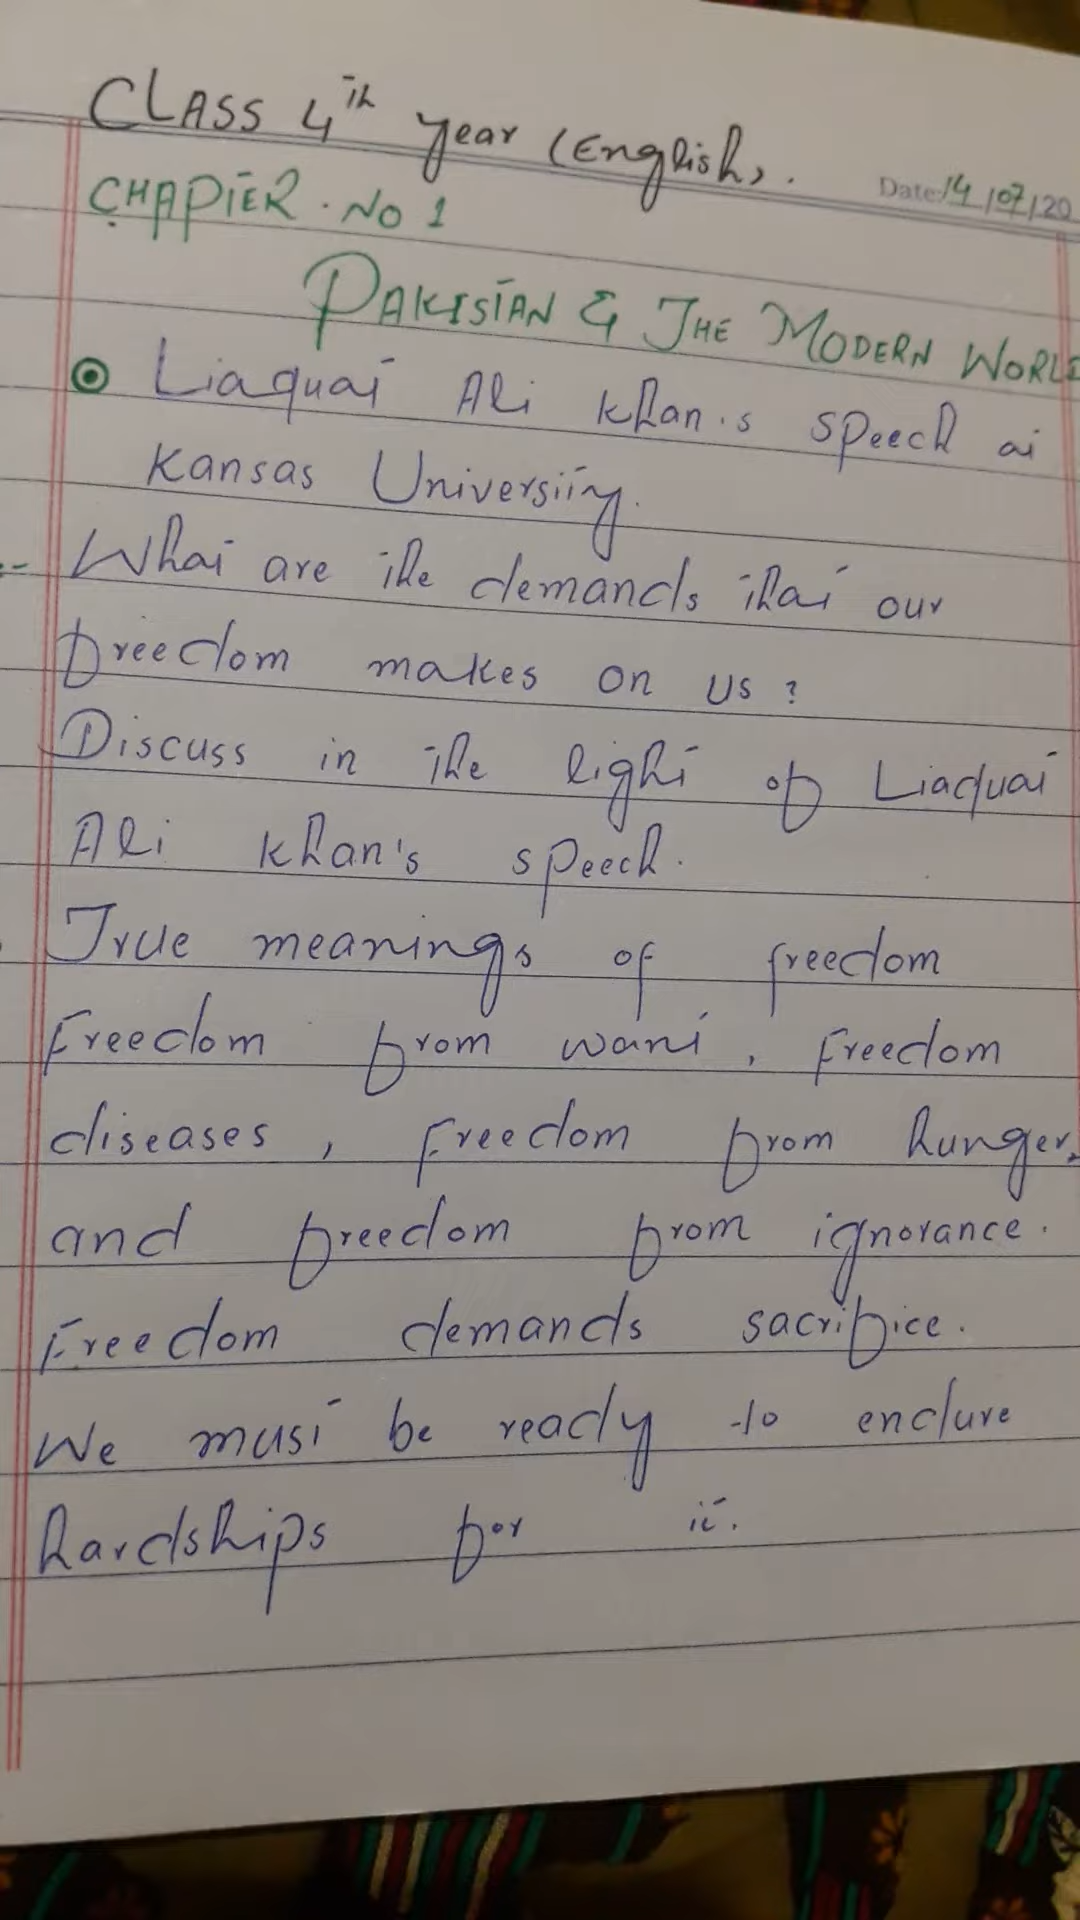 CLASS 4th year (English).
Date: 14/07/20
CHAPTER. No 1
PAKISTAN & THE MODERN WORLD
Liaquat Ali Khan.s speech at
Kansas University.
What are the demands that our
freedom makes on us?
Discuss in the light of Liaquat
Ali Khan's speech.
True meanings of freedom
Freedom from want, Freedom
diseases, Freedom from hunger,
and freedom from ignorance.
Freedom demands sacrifice.
We must be ready to endure
hardships for it.